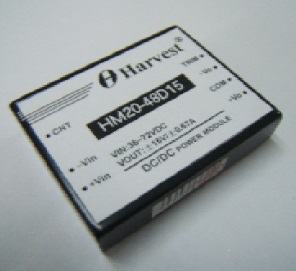 θ Harvest®
HM20-48D15
VIN:36-72VDC
VOUT:±15V/±0.67A
DC/DC POWER MODULE
• CNT
• -Vin
• +Vin
TRIM •
+Vo •
COM •
-Vo •